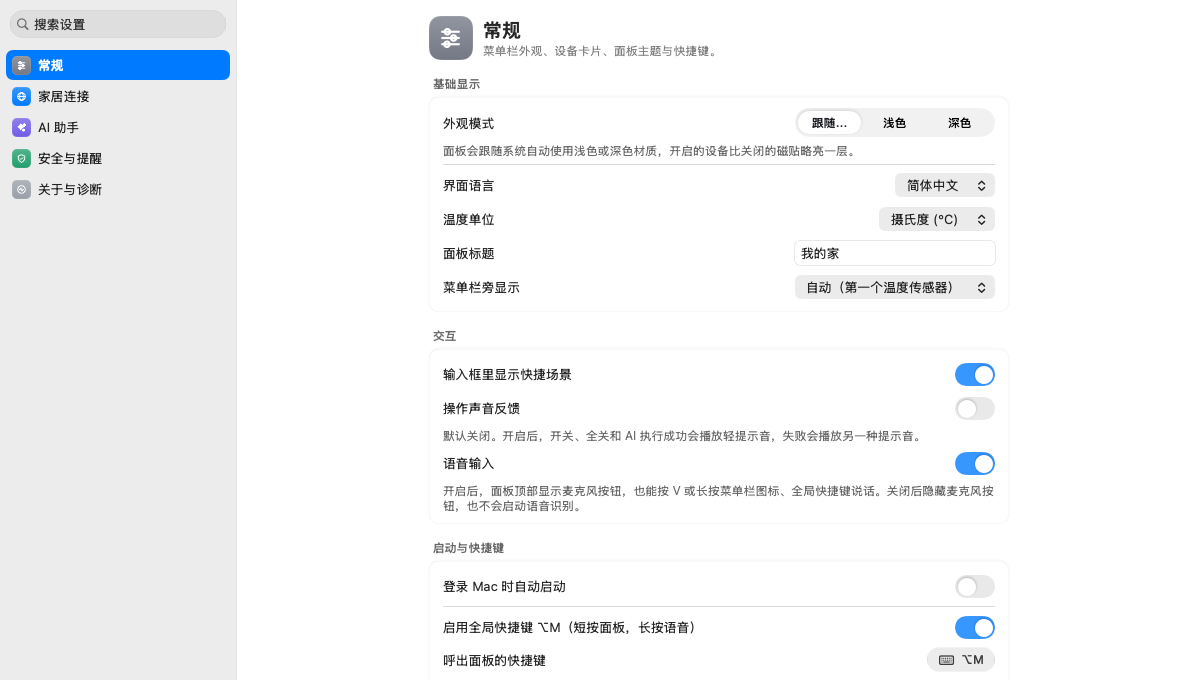 搜索设置
常规
家居连接
AI 助手
安全与提醒
关于与诊断
常规
菜单栏外观、设备卡片、面板主题与快捷键。
基础显示
外观模式
跟随... 浅色 深色
面板会跟随系统自动使用浅色或深色材质，开启的设备比关闭的磁贴略亮一层。
界面语言 简体中文
温度单位 摄氏度 (°C)
面板标题 我的家
菜单栏旁显示 自动（第一个温度传感器）
交互
输入框里显示快捷场景
操作声音反馈
默认关闭。开启后，开关、全关和 AI 执行成功会播放轻提示音，失败会播放另一种提示音。
语音输入
开启后，面板顶部显示麦克风按钮，也能按 V 或长按菜单栏图标、全局快捷键说话。关闭后隐藏麦克风按
钮，也不会启动语音识别。
启动与快捷键
登录 Mac 时自动启动
启用全局快捷键 ⌥M（短按面板，长按语音）
呼出面板的快捷键 ⌥M